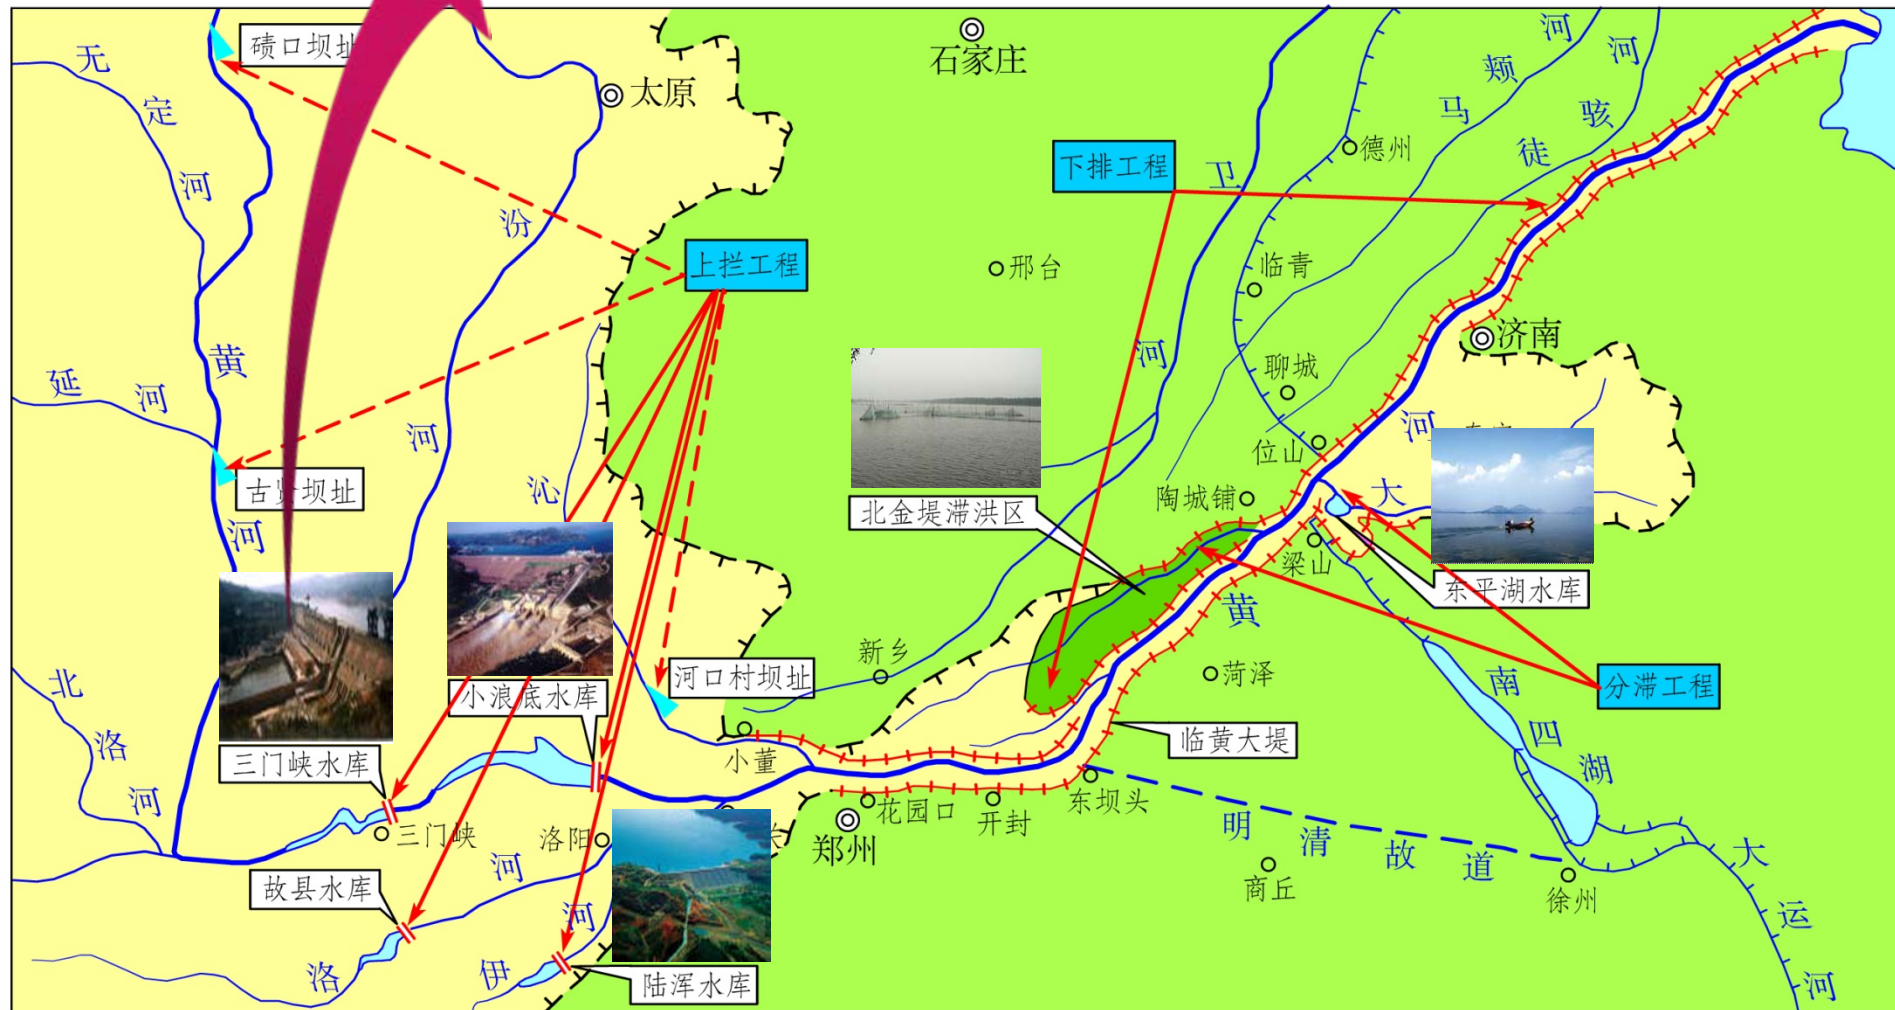 碛口坝址
无定河
太原
石家庄
马颊河
徒骇河
德州
下排工程
卫河
汾河
上拦工程
邢台
临青
济南
黄河
延河
聊城
位山
古贤坝址
沁
陶城铺
北金堤滞洪区
大
梁山
东平湖水库
黄河
新乡
河口村坝址
菏泽
分滞工程
小浪底水库
北洛河
三门峡水库
小董
临黄大堤
南四湖
花园口
开封
东坝头
郑州
三门峡
洛阳
明清故道
商丘
徐州
故县水库
洛河
伊河
陆浑水库
大运河